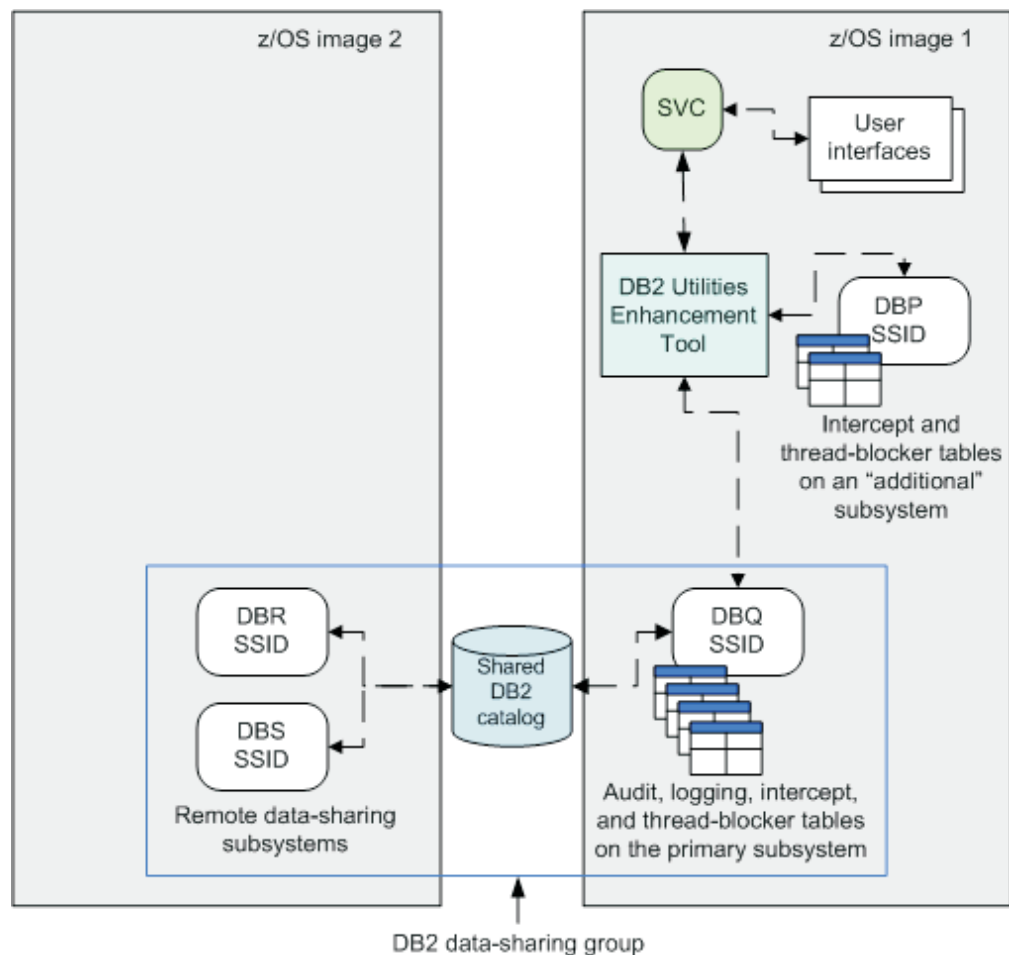 z/OS image 2
z/OS image 1
SVC
User
interfaces
DB2 Utilities
Enhancement
Tool
DBP
SSID
Intercept and
thread-blocker tables
on an “additional”
subsystem
DBR
SSID
DBS
SSID
Remote data-sharing
subsystems
Shared
DB2
catalog
DBQ
SSID
Audit, logging, intercept,
and thread-blocker tables
on the primary subsystem
DB2 data-sharing group